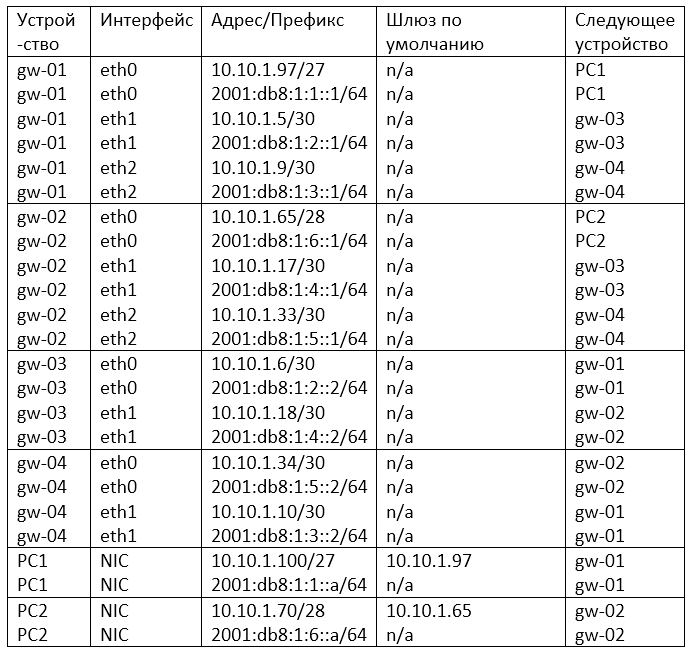 Устрой Интерфейс Адрес/Префикс Шлюз по Следующее
-ство умолчанию устройство
gw-01 eth0 10.10.1.97/27 n/a PC1
gw-01 eth0 2001:db8:1:1::1/64 n/a PC1
gw-01 eth1 10.10.1.5/30 n/a gw-03
gw-01 eth1 2001:db8:1:2::1/64 n/a gw-03
gw-01 eth2 10.10.1.9/30 n/a gw-04
gw-01 eth2 2001:db8:1:3::1/64 n/a gw-04
gw-02 eth0 10.10.1.65/28 n/a PC2
gw-02 eth0 2001:db8:1:6::1/64 n/a PC2
gw-02 eth1 10.10.1.17/30 n/a gw-03
gw-02 eth1 2001:db8:1:4::1/64 n/a gw-03
gw-02 eth2 10.10.1.33/30 n/a gw-04
gw-02 eth2 2001:db8:1:5::1/64 n/a gw-04
gw-03 eth0 10.10.1.6/30 n/a gw-01
gw-03 eth0 2001:db8:1:2::2/64 n/a gw-01
gw-03 eth1 10.10.1.18/30 n/a gw-02
gw-03 eth1 2001:db8:1:4::2/64 n/a gw-02
gw-04 eth0 10.10.1.34/30 n/a gw-02
gw-04 eth0 2001:db8:1:5::2/64 n/a gw-02
gw-04 eth1 10.10.1.10/30 n/a gw-01
gw-04 eth1 2001:db8:1:3::2/64 n/a gw-01
PC1 NIC 10.10.1.100/27 10.10.1.97 gw-01
PC1 NIC 2001:db8:1:1::a/64 n/a gw-01
PC2 NIC 10.10.1.70/28 10.10.1.65 gw-02
PC2 NIC 2001:db8:1:6::a/64 n/a gw-02